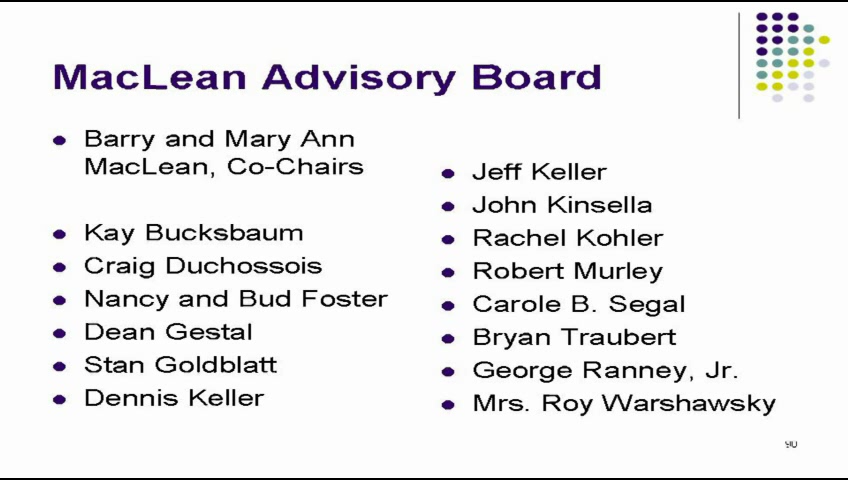 MacLean Advisory Board
Barry and Mary Ann
MacLean, Co-Chairs
Kay Bucksbaum
Craig Duchossois
Nancy and Bud Foster
Dean Gestal
Stan Goldblatt
Dennis Keller
Jeff Keller
John Kinsella
Rachel Kohler
Robert Murley
Carole B. Segal
Bryan Traubert
George Ranney, Jr.
Mrs. Roy Warshawsky
90